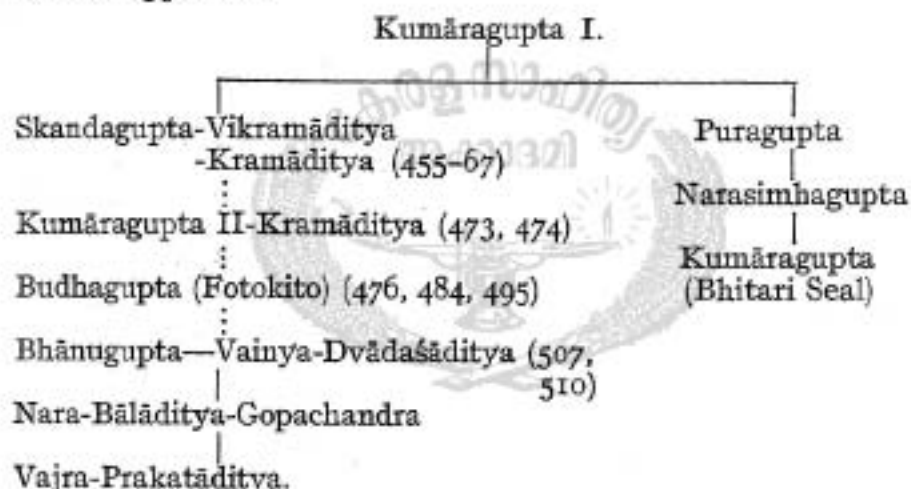 Kumāragupta I.
Skandagupta-Vikramāditya
-Kramāditya (455–67)
Kumāragupta II-Kramāditya (473, 474)
Budhagupta (Fotokito) (476, 484, 495)
Bhānugupta—Vainya-Dvādaśāditya (507,
510)
Nara-Bālāditya-Gopachandra
Vajra-Prakatāditya.
Puragupta
Narasimhagupta
Kumāragupta
(Bhitari Seal)